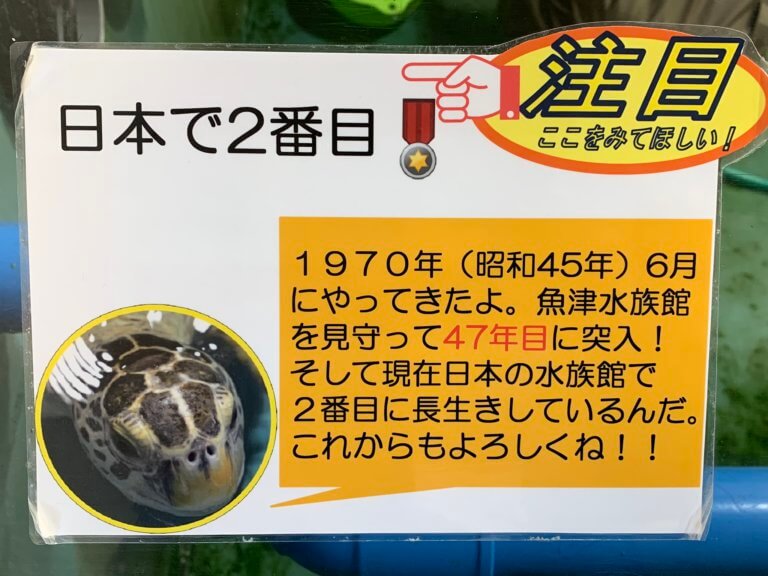 注目
ここをみてほしい！
日本で2番目
１９７０年（昭和45年）6月
にやってきたよ。魚津水族館
を見守って47年目に突入！
そして現在日本の水族館で
２番目に長生きしているんだ。
これからもよろしくね！！